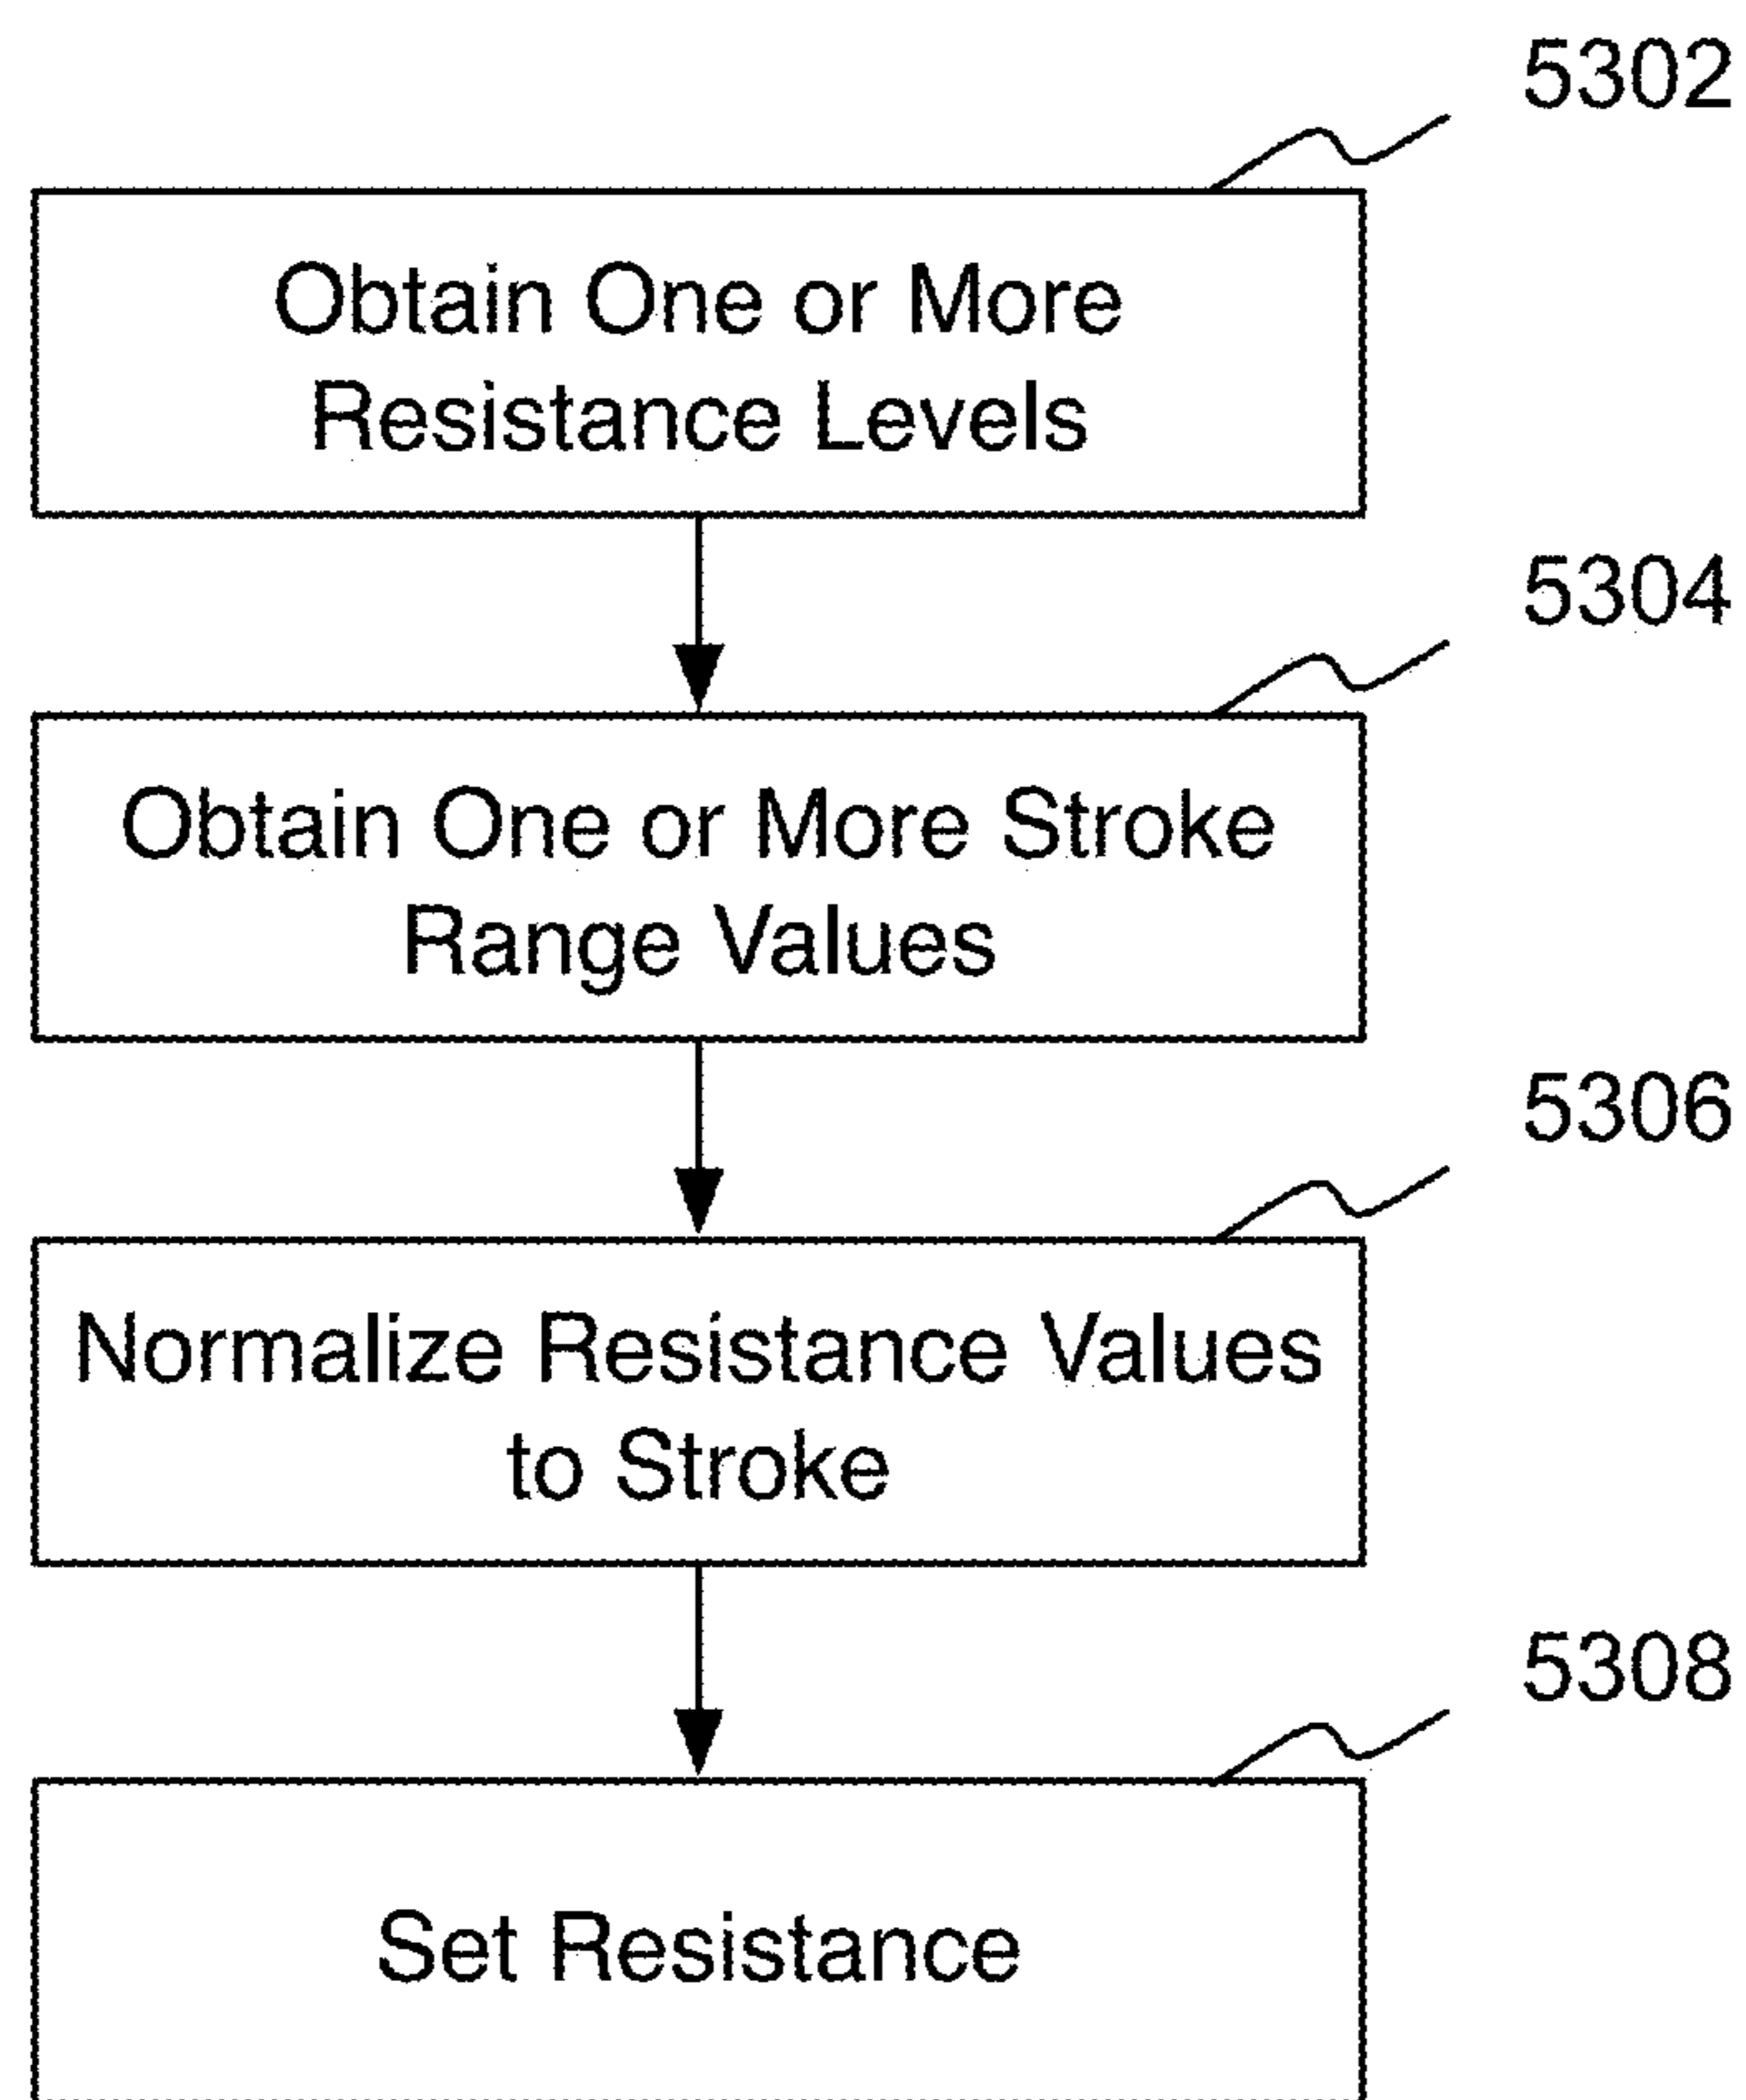 5302
Obtain One or More
Resistance Levels
5304
Obtain One or More Stroke
Range Values
5306
Normalize Resistance Values
to Stroke
5308
Set Resistance